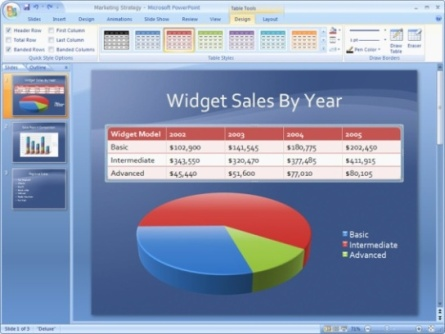 Marketing Strategy - Microsoft PowerPoint
Table Tools
Home Slides Insert Design Animations Slide Show Review View Design Layout
Header Row First Column
Total Row Last Column
Banded Rows Banded Columns
Pen Color
Draw Table Eraser
Quick Style Options Table Styles Draw Borders
Slides Outline
Widget Sales By Year
Widget Model 2002 2003 2004 2005
Basic $102,900 $141,545 $180,775 $202,450
Intermediate $343,550 $320,470 $377,485 $411,915
Advanced $45,440 $51,600 $77,020 $80,105
Basic
Intermediate
Advanced
Slide 1 of 3 "Deluxe"